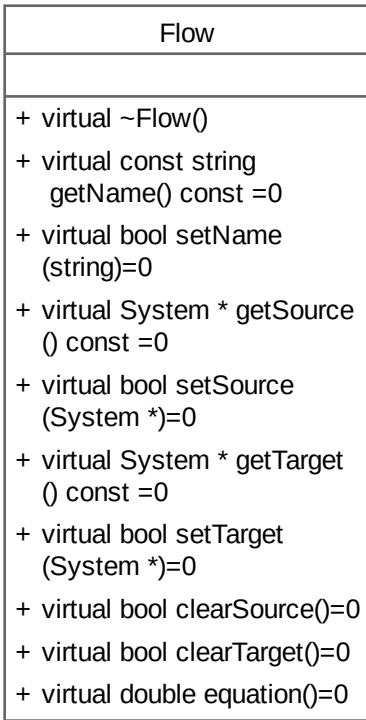 Flow
+ virtual ~Flow()
+ virtual const string
getName() const =0
+ virtual bool setName
(string)=0
+ virtual System * getSource
() const =0
+ virtual bool setSource
(System *)=0
+ virtual System * getTarget
() const =0
+ virtual bool setTarget
(System *)=0
+ virtual bool clearSource()=0
+ virtual bool clearTarget()=0
+ virtual double equation()=0